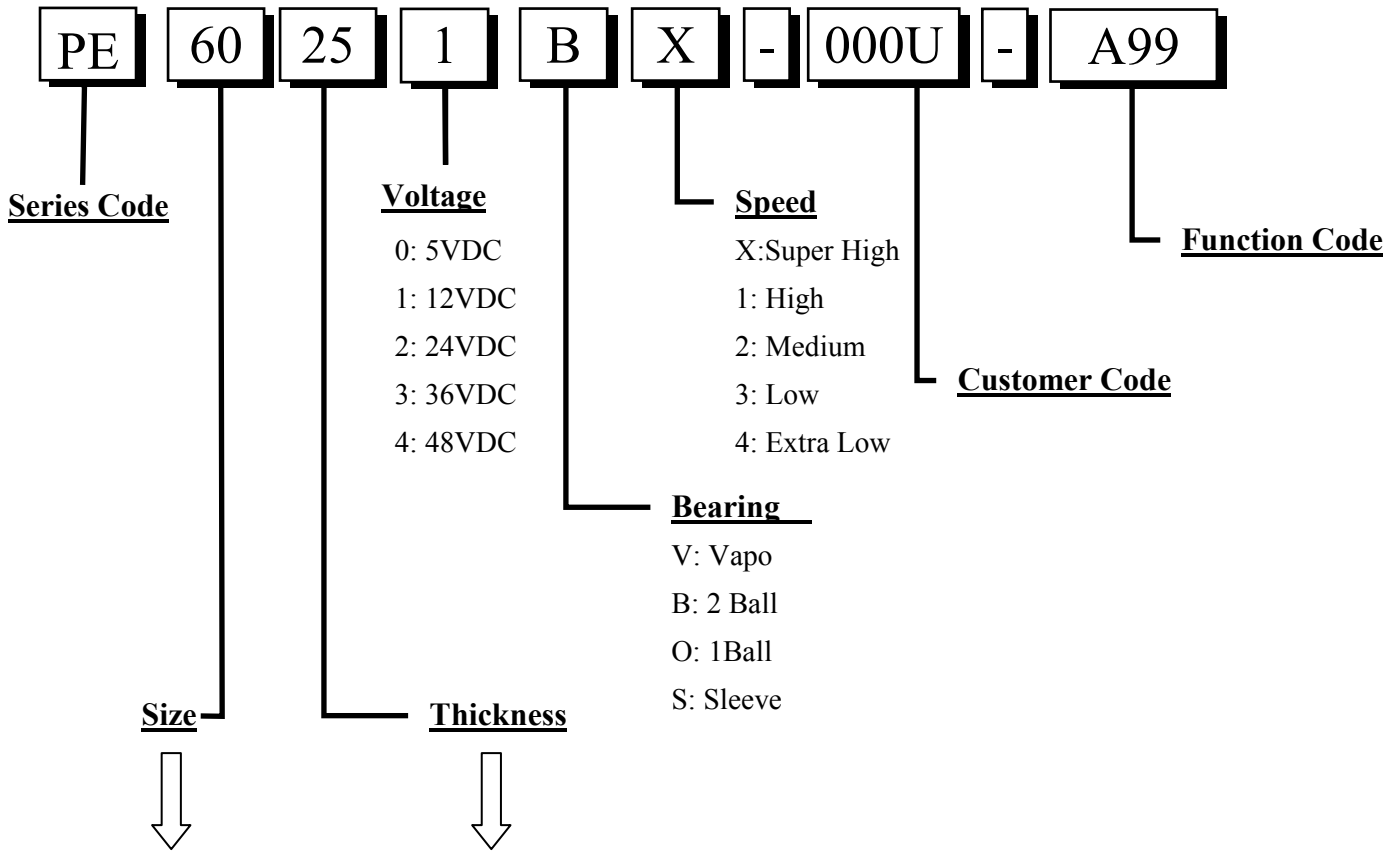 PE 60 25 1 B X - 000U - A99
Series Code
Voltage
0: 5VDC
1: 12VDC
2: 24VDC
3: 36VDC
4: 48VDC
Speed
X:Super High
1: High
2: Medium
3: Low
4: Extra Low
Function Code
Customer Code
Bearing
V: Vapo
B: 2 Ball
O: 1Ball
S: Sleeve
Size
Thickness